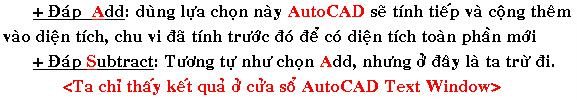 + Đáp Add: dùng lựa chọn này AutoCAD sẽ tính tiếp và cộng thêm
vào diện tích, chu vi đã tính trước đó để có diện tích toàn phần mới
+ Đáp Subtract: Tương tự như chọn Add, nhưng ở đây là ta trừ đi.
<Ta chỉ thấy kết quả ở cửa sổ AutoCAD Text Window>